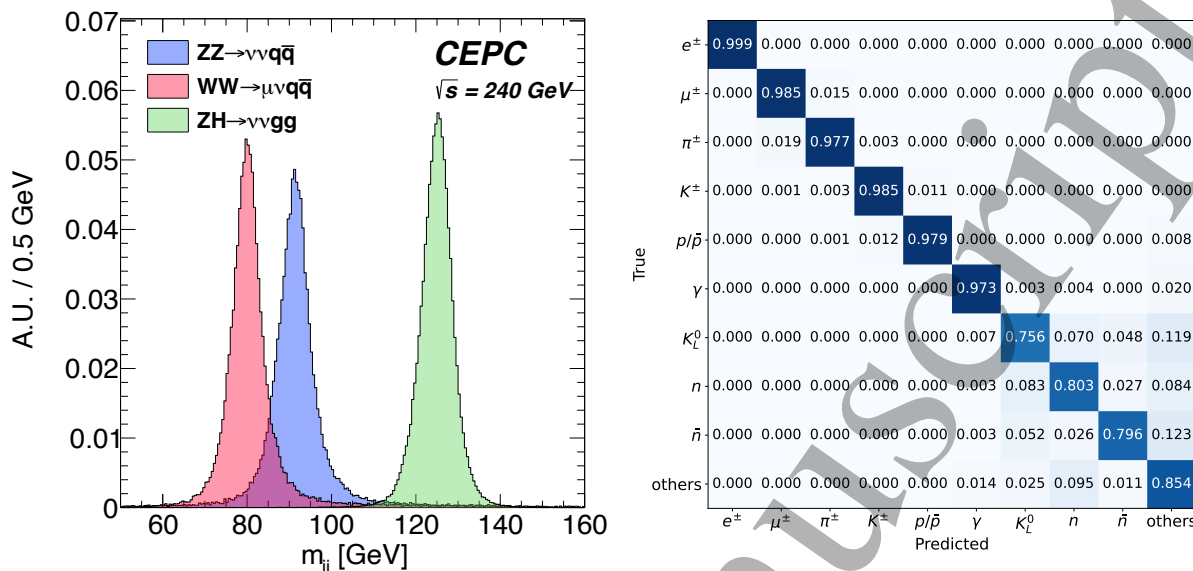 0.07
0.06
0.05
0.04
0.03
0.02
0.01
0
A.U. / 0.5 GeV
ZZ→ννqq̅
WW→μνqq̅
ZH→ννgg
CEPC
√s = 240 GeV
60 80 100 120 140 160
m_jj [GeV]
True
e± 0.999 0.000 0.000 0.000 0.000 0.000 0.000 0.000 0.000 0.000
μ± 0.000 0.985 0.015 0.000 0.000 0.000 0.000 0.000 0.000 0.000
π± 0.000 0.019 0.977 0.003 0.000 0.000 0.000 0.000 0.000 0.000
K± 0.000 0.001 0.003 0.985 0.011 0.000 0.000 0.000 0.000 0.000
p/p̄ 0.000 0.000 0.001 0.012 0.979 0.000 0.000 0.000 0.000 0.008
γ 0.000 0.000 0.000 0.000 0.000 0.973 0.003 0.004 0.000 0.020
K_L^0 0.000 0.000 0.000 0.000 0.000 0.007 0.756 0.070 0.048 0.119
n 0.000 0.000 0.000 0.000 0.000 0.003 0.083 0.803 0.027 0.084
n̄ 0.000 0.000 0.000 0.000 0.000 0.003 0.052 0.026 0.796 0.123
others 0.000 0.000 0.000 0.000 0.000 0.014 0.025 0.095 0.011 0.854
e± μ± π± K± p/p̄ γ K_L^0 n n̄ others
Predicted
uscrip